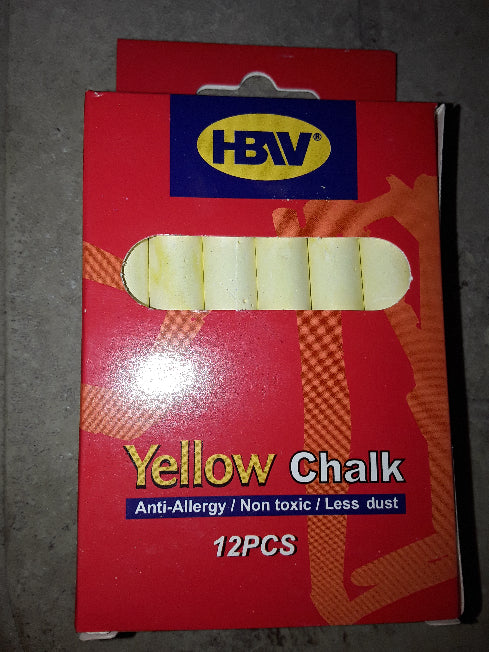 HBW®
Yellow Chalk
Anti-Allergy / Non toxic / Less dust
12PCS